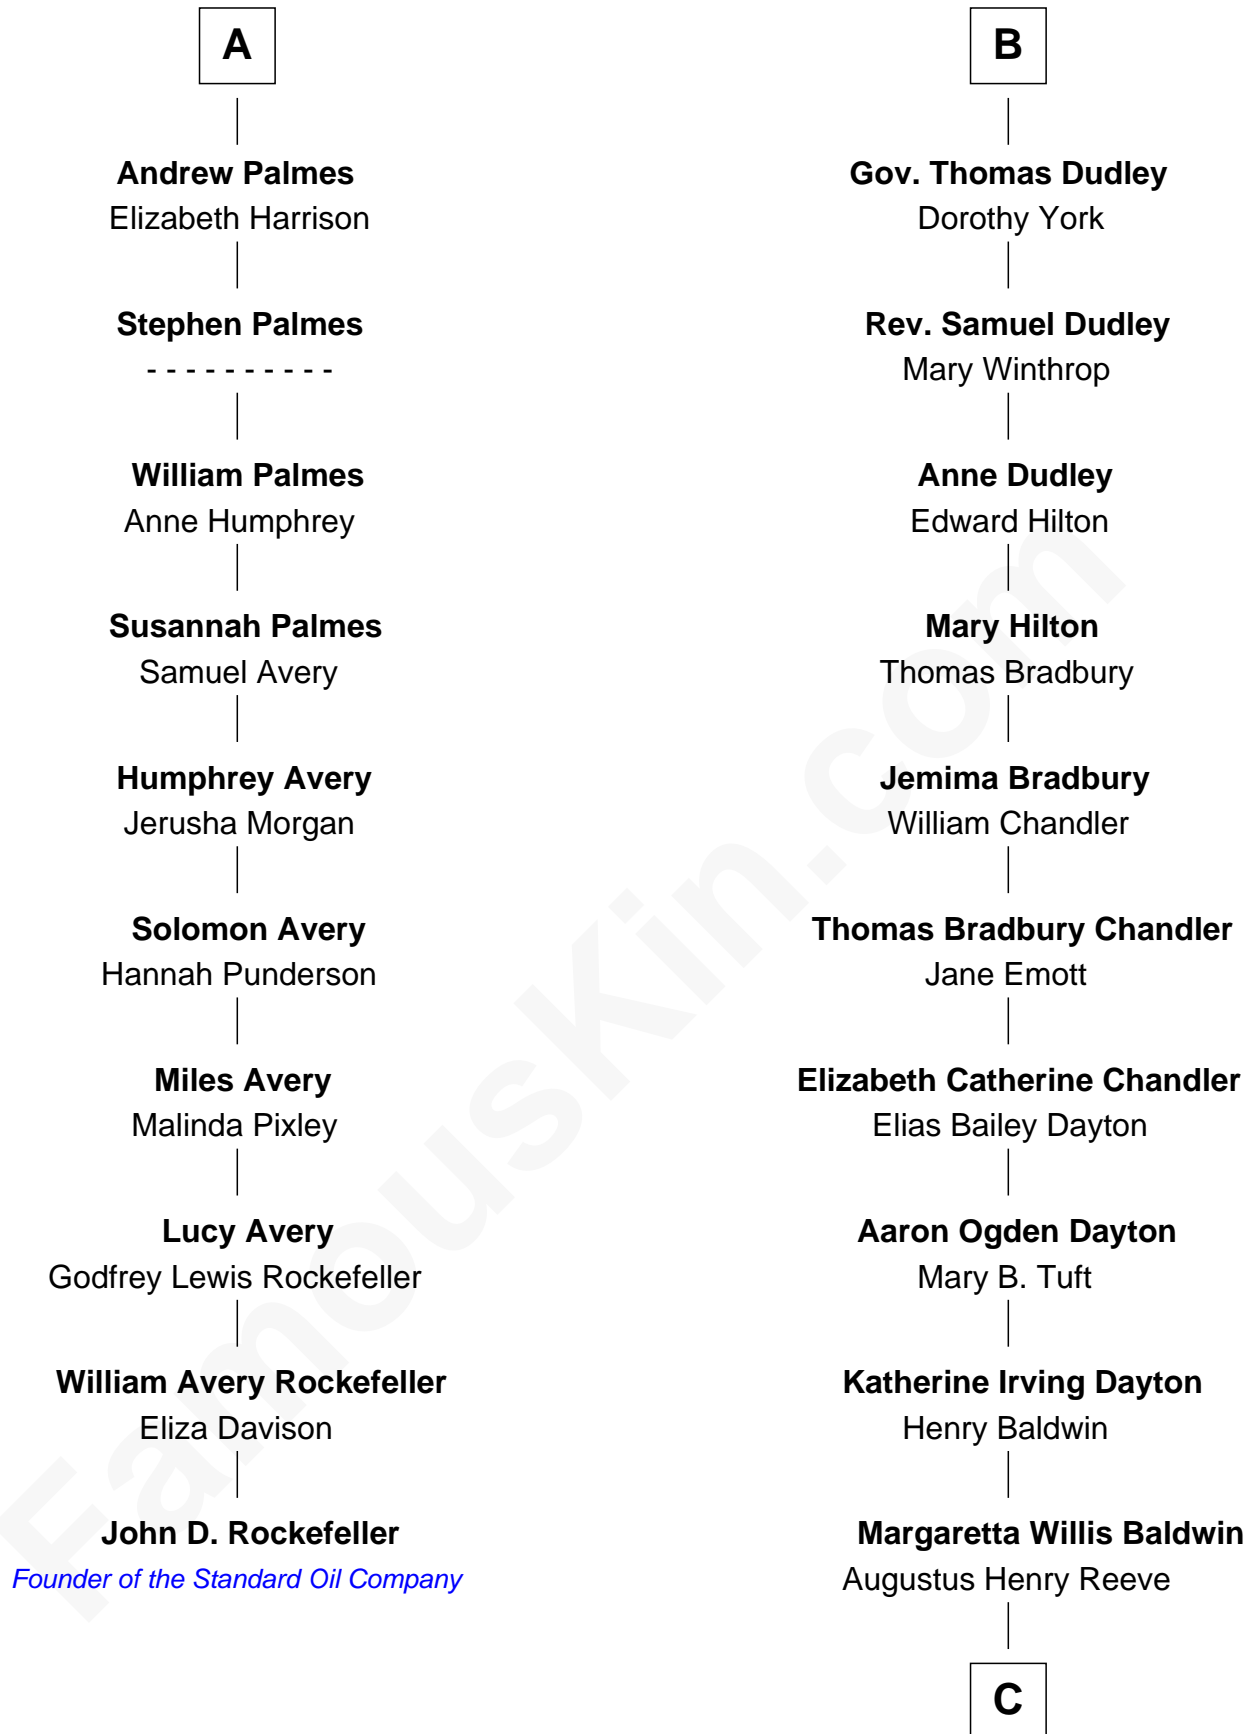 A
Andrew Palmes
Elizabeth Harrison
Stephen Palmes
- - - - - - - - - -
William Palmes
Anne Humphrey
Susannah Palmes
Samuel Avery
Humphrey Avery
Jerusha Morgan
Solomon Avery
Hannah Punderson
Miles Avery
Malinda Pixley
Lucy Avery
Godfrey Lewis Rockefeller
William Avery Rockefeller
Eliza Davison
John D. Rockefeller
Founder of the Standard Oil Company
B
Gov. Thomas Dudley
Dorothy York
Rev. Samuel Dudley
Mary Winthrop
Anne Dudley
Edward Hilton
Mary Hilton
Thomas Bradbury
Jemima Bradbury
William Chandler
Thomas Bradbury Chandler
Jane Emott
Elizabeth Catherine Chandler
Elias Bailey Dayton
Aaron Ogden Dayton
Mary B. Tuft
Katherine Irving Dayton
Henry Baldwin
Margaretta Willis Baldwin
Augustus Henry Reeve
C
FamousKin.com